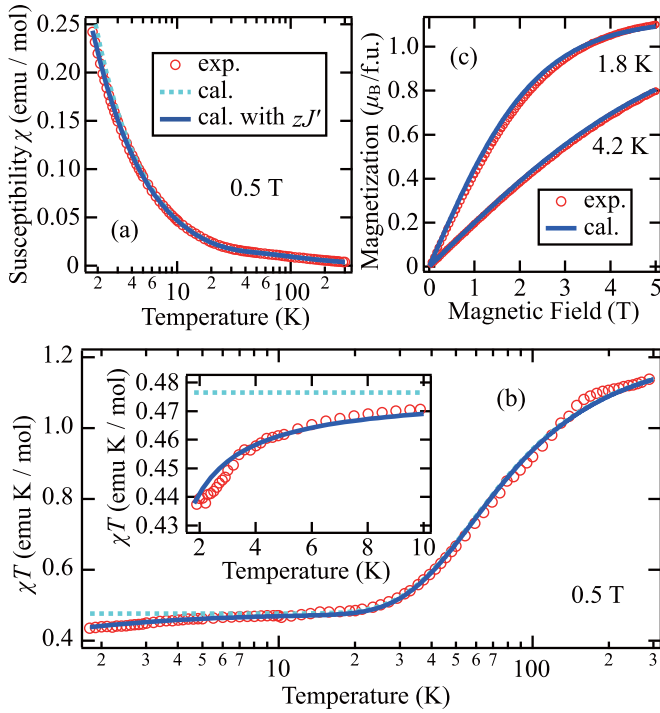 0.25
0.20
0.15
0.10
0.05
0
Susceptibility χ (emu / mol)
exp.
cal.
cal. with zJ′
0.5 T
(a)
2 4 6 10 2 4 6 100 2
Temperature (K)
1.0
0.8
0.6
0.4
0.2
0
Magnetization (μB/f.u.)
(c)
1.8 K
4.2 K
exp.
cal.
0 1 2 3 4 5
Magnetic Field (T)
1.2
1.0
0.8
0.6
0.4
χT (emu K / mol)
(b)
0.5 T
0.48
0.47
0.46
0.45
0.44
0.43
χT (emu K / mol)
2 4 6 8 10
Temperature (K)
2 3 4 5 6 7 10 2 3 4 5 6 7 100 2 3
Temperature (K)